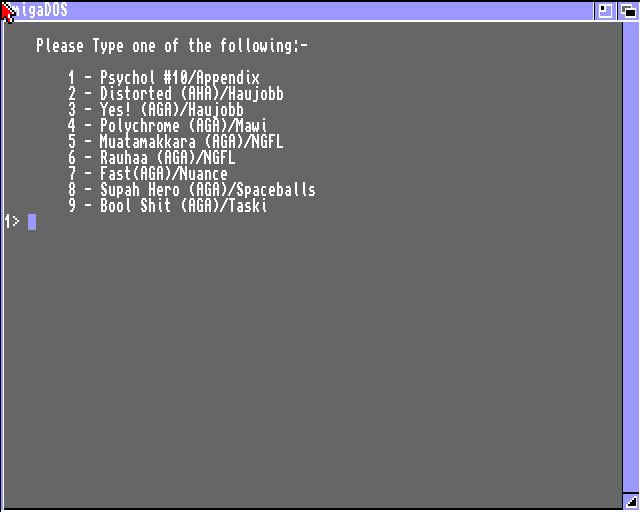 AmigaDOS
Please Type one of the following:-
1 - Psychol #10/Appendix
2 - Distorted (AHA)/Haujobb
3 - Yes! (AGA)/Haujobb
4 - Polychrome (AGA)/Mawi
5 - Muatamakkara (AGA)/NGFL
6 - Rauhaa (AGA)/NGFL
7 - Fast(AGA)/Nuance
8 - Supah Hero (AGA)/Spaceballs
9 - Bool Shit (AGA)/Taski
1>